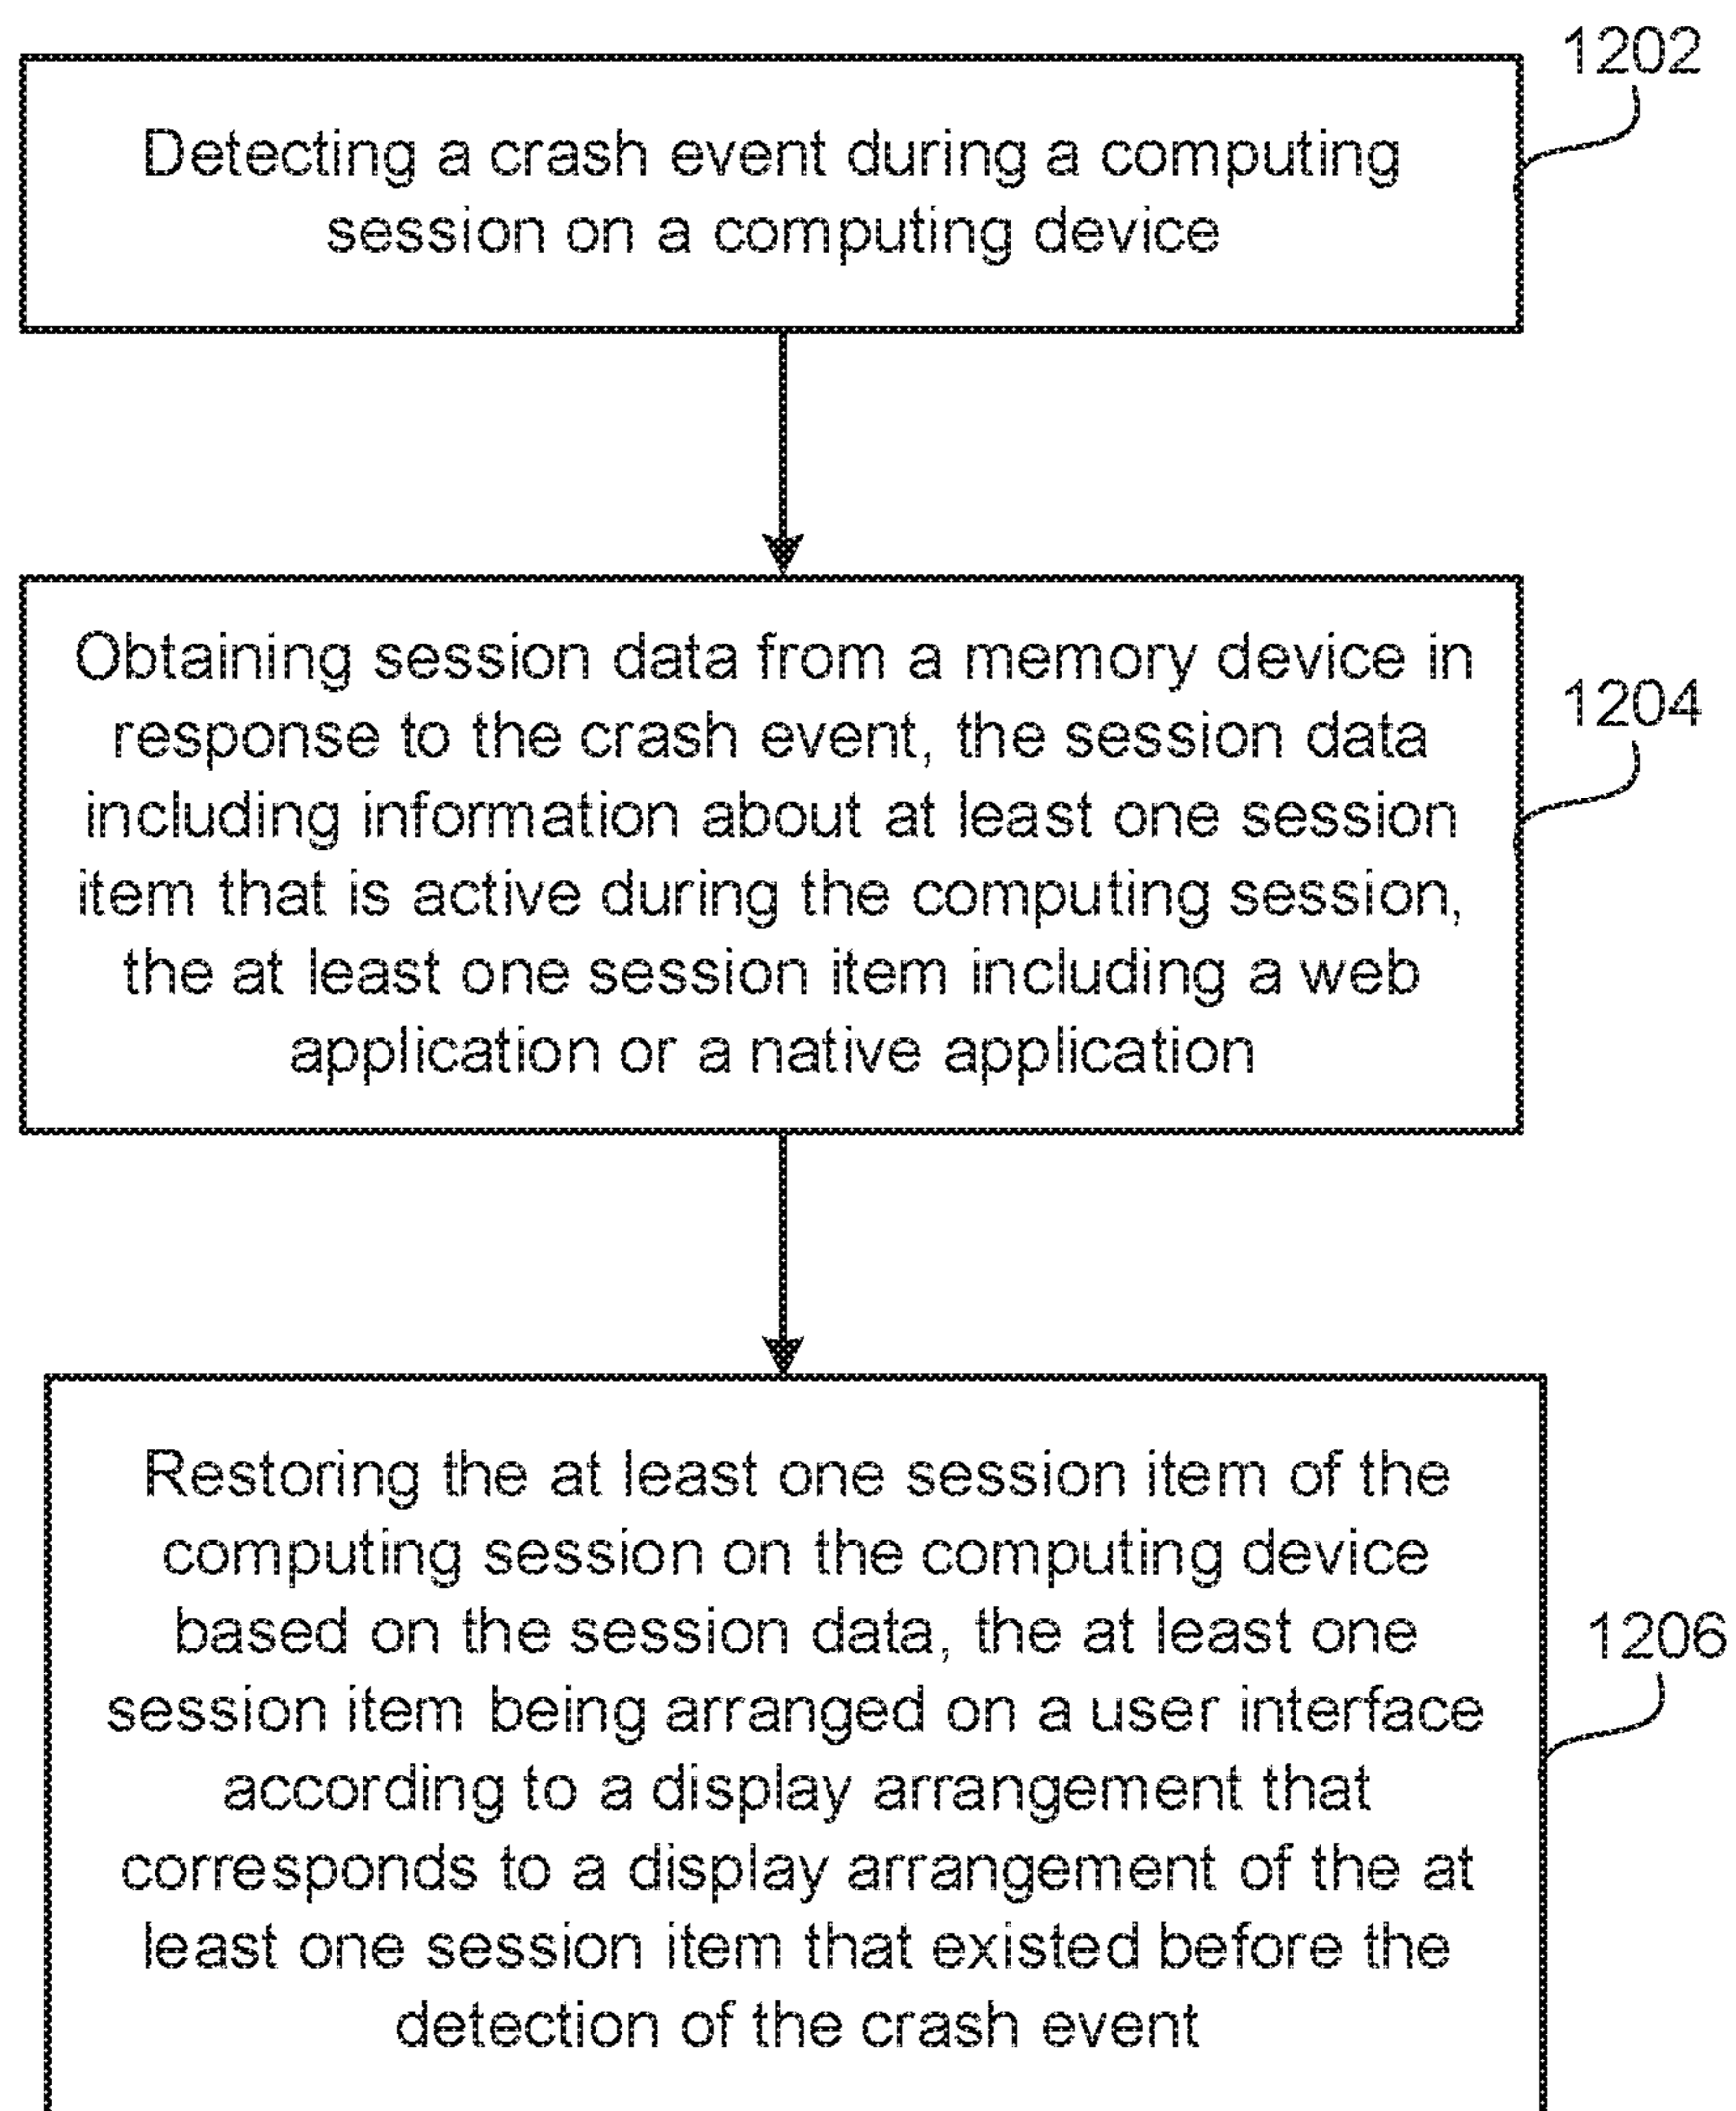 1202
Detecting a crash event during a computing
session on a computing device
Obtaining session data from a memory device in
response to the crash event, the session data
including information about at least one session
item that is active during the computing session,
the at least one session item including a web
application or a native application
1204
Restoring the at least one session item of the
computing session on the computing device
based on the session data, the at least one
session item being arranged on a user interface
according to a display arrangement that
corresponds to a display arrangement of the at
least one session item that existed before the
detection of the crash event
1206